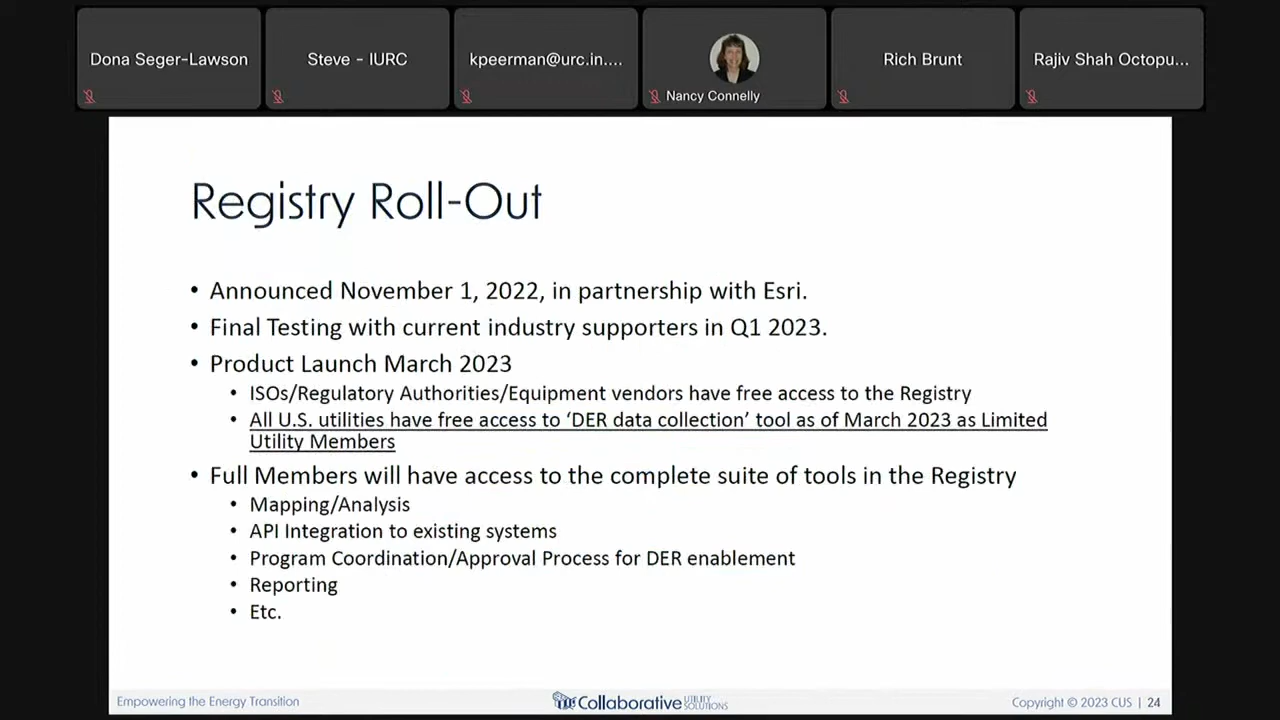 Dona Seger-Lawson
Steve - IURC
kpeerman@urc.in....
Nancy Connelly
Rich Brunt
Rajiv Shah Octopu...
Registry Roll-Out
• Announced November 1, 2022, in partnership with Esri.
• Final Testing with current industry supporters in Q1 2023.
• Product Launch March 2023
• ISOs/Regulatory Authorities/Equipment vendors have free access to the Registry
• All U.S. utilities have free access to ‘DER data collection’ tool as of March 2023 as Limited
Utility Members
• Full Members will have access to the complete suite of tools in the Registry
• Mapping/Analysis
• API Integration to existing systems
• Program Coordination/Approval Process for DER enablement
• Reporting
• Etc.
Empowering the Energy Transition
Collaborative UTILITY SOLUTIONS
Copyright © 2023 CUS | 24